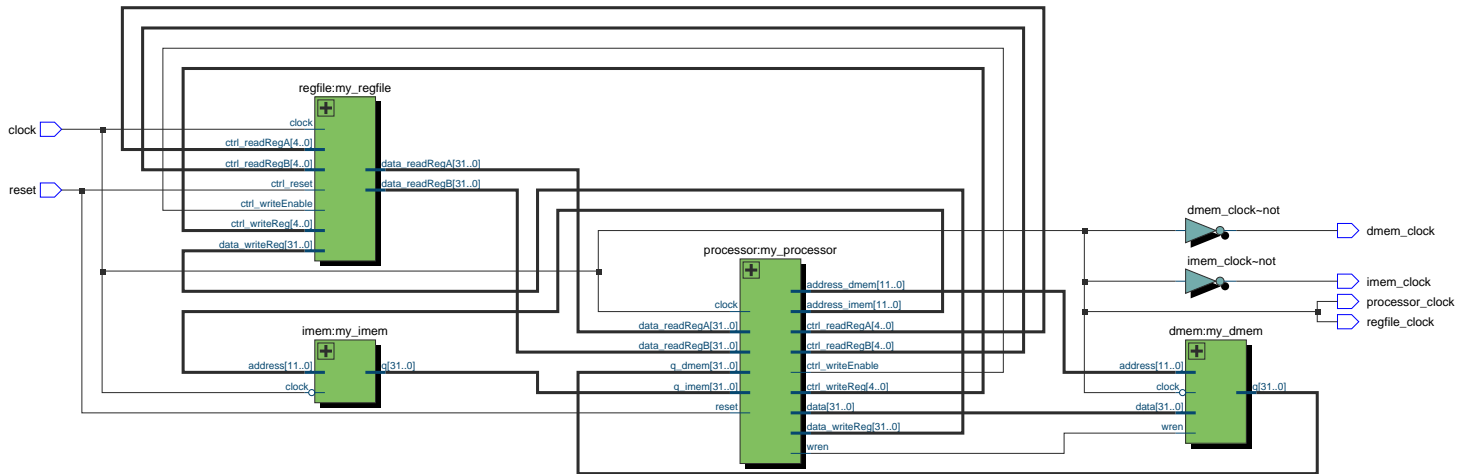 regfile:my_regfile
clock
clock
ctrl_readRegA[4..0]
ctrl_readRegB[4..0]
data_readRegA[31..0]
reset
ctrl_reset
data_readRegB[31..0]
ctrl_writeEnable
ctrl_writeReg[4..0]
data_writeReg[31..0]
dmem_clock~not
dmem_clock
processor:my_processor
imem_clock~not
imem_clock
address_dmem[11..0]
processor_clock
clock
address_imem[11..0]
regfile_clock
imem:my_imem
data_readRegA[31..0]
ctrl_readRegA[4..0]
dmem:my_dmem
data_readRegB[31..0]
ctrl_readRegB[4..0]
address[11..0]
q[31..0]
q_dmem[31..0]
ctrl_writeEnable
address[11..0]
clock
q_imem[31..0]
ctrl_writeReg[4..0]
clock
q[31..0]
reset
data[31..0]
data[31..0]
data_writeReg[31..0]
wren
wren